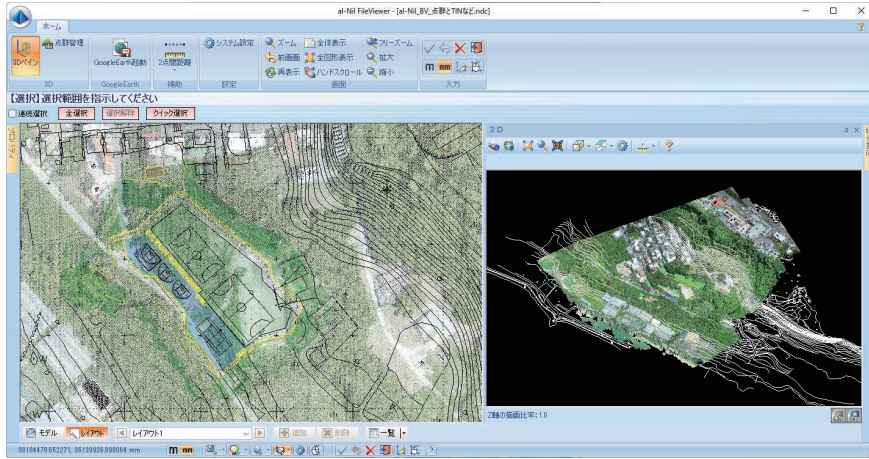 al-Nil FileViewer - [al-Nil_BV_点群とTINなど.ndc]
ホーム
3Dペイン
点群管理
3D
GoogleEarth起動
GoogleEarth
2点間距離
補助
システム設定
設定
ズーム 全体表示 フリーズーム
前画面 全図形表示 拡大
再表示 ハンドスクロール 縮小
画面
m mm
入力
【選択】選択範囲を指示してください
連続選択 全選択 選択解除 クイック選択
プロパティ
3D
Z軸の描画比率:1.0
モデル レイアウト レイアウト1 追加 削除 一覧
38104470.652271, 36139936.898064 mm
m mm